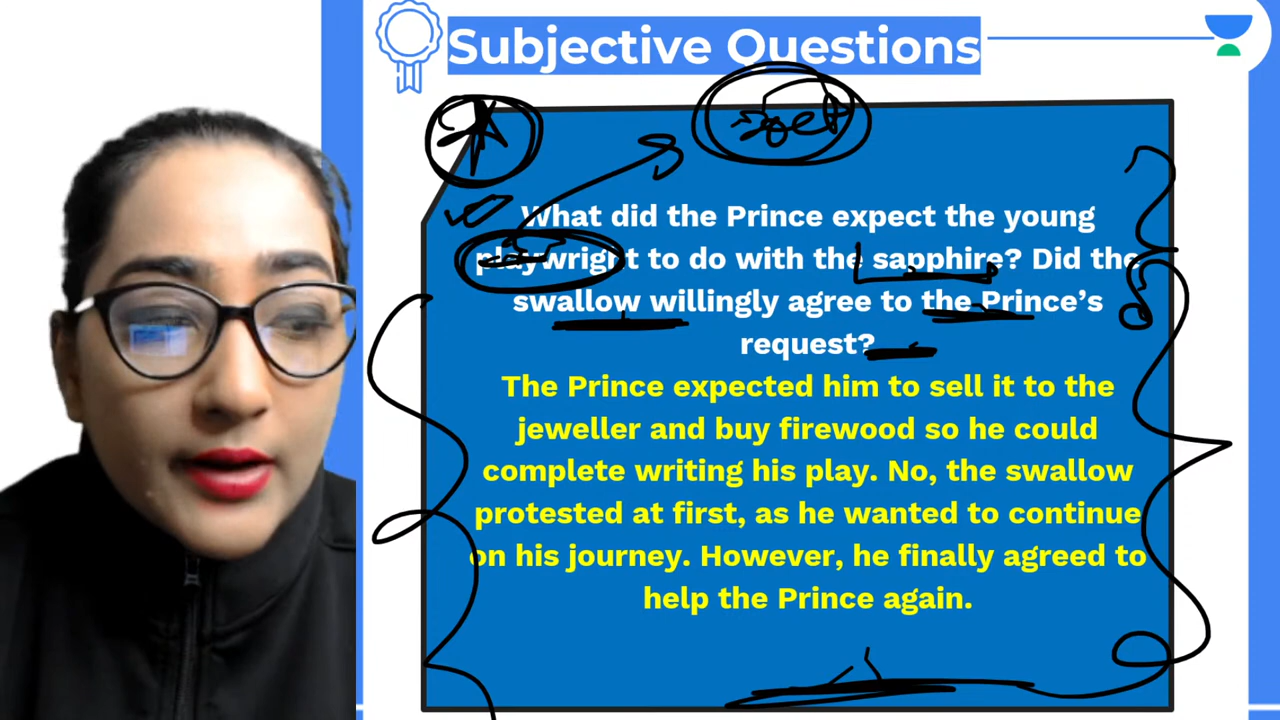 Subjective Questions
What did the Prince expect the young
playwright to do with the sapphire? Did the
swallow willingly agree to the Prince's
request?
The Prince expected him to sell it to the
jeweller and buy firewood so he could
complete writing his play. No, the swallow
protested at first, as he wanted to continue
on his journey. However, he finally agreed to
help the Prince again.